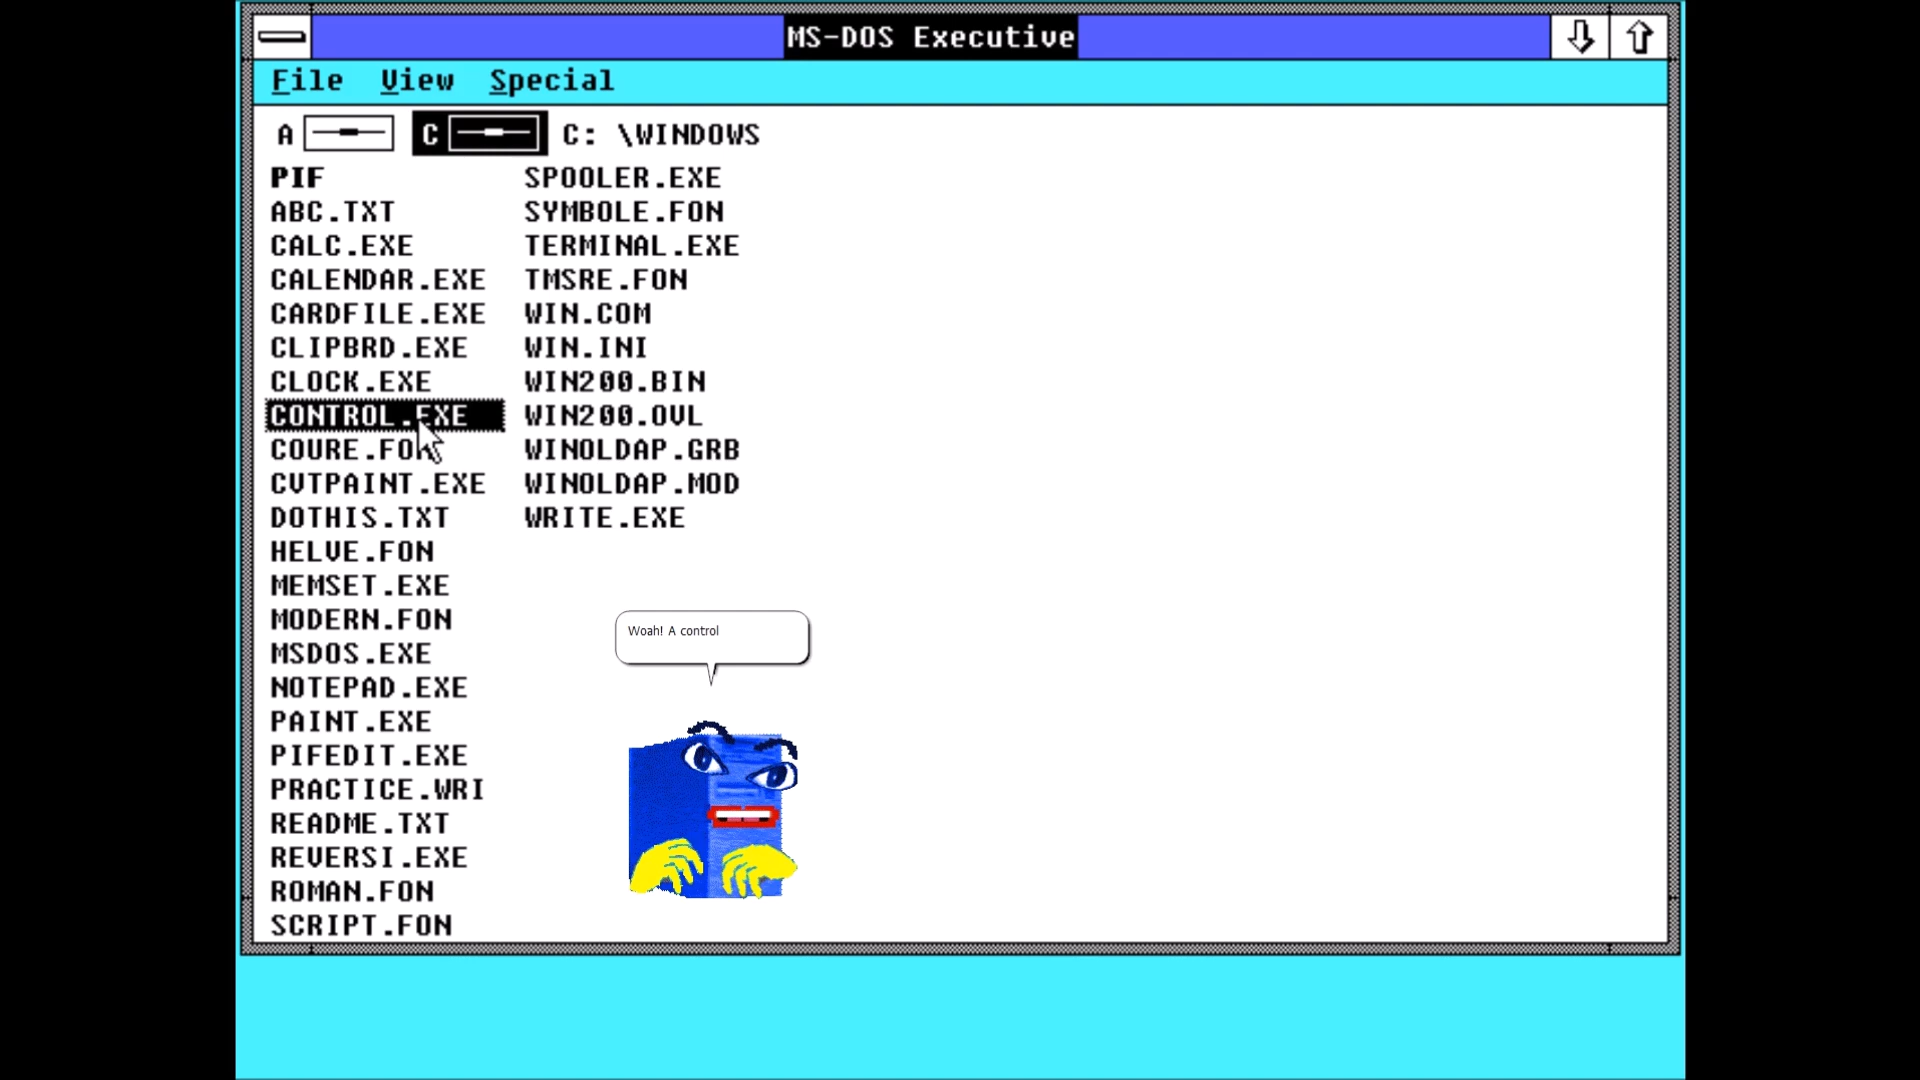 MS-DOS Executive
File View Special
A C C: \WINDOWS
PIF SPOOLER.EXE
ABC.TXT SYMBOLE.FON
CALC.EXE TERMINAL.EXE
CALENDAR.EXE TMSRE.FON
CARDFILE.EXE WIN.COM
CLIPBRD.EXE WIN.INI
CLOCK.EXE WIN200.BIN
CONTROL.EXE WIN200.OVL
COURE.FON WINOLDAP.GRB
CVTPAINT.EXE WINOLDAP.MOD
DOTHIS.TXT WRITE.EXE
HELVE.FON
MEMSET.EXE
MODERN.FON
Woah! A control
MSDOS.EXE
NOTEPAD.EXE
PAINT.EXE
PIFEDIT.EXE
PRACTICE.WRI
README.TXT
REVERSI.EXE
ROMAN.FON
SCRIPT.FON